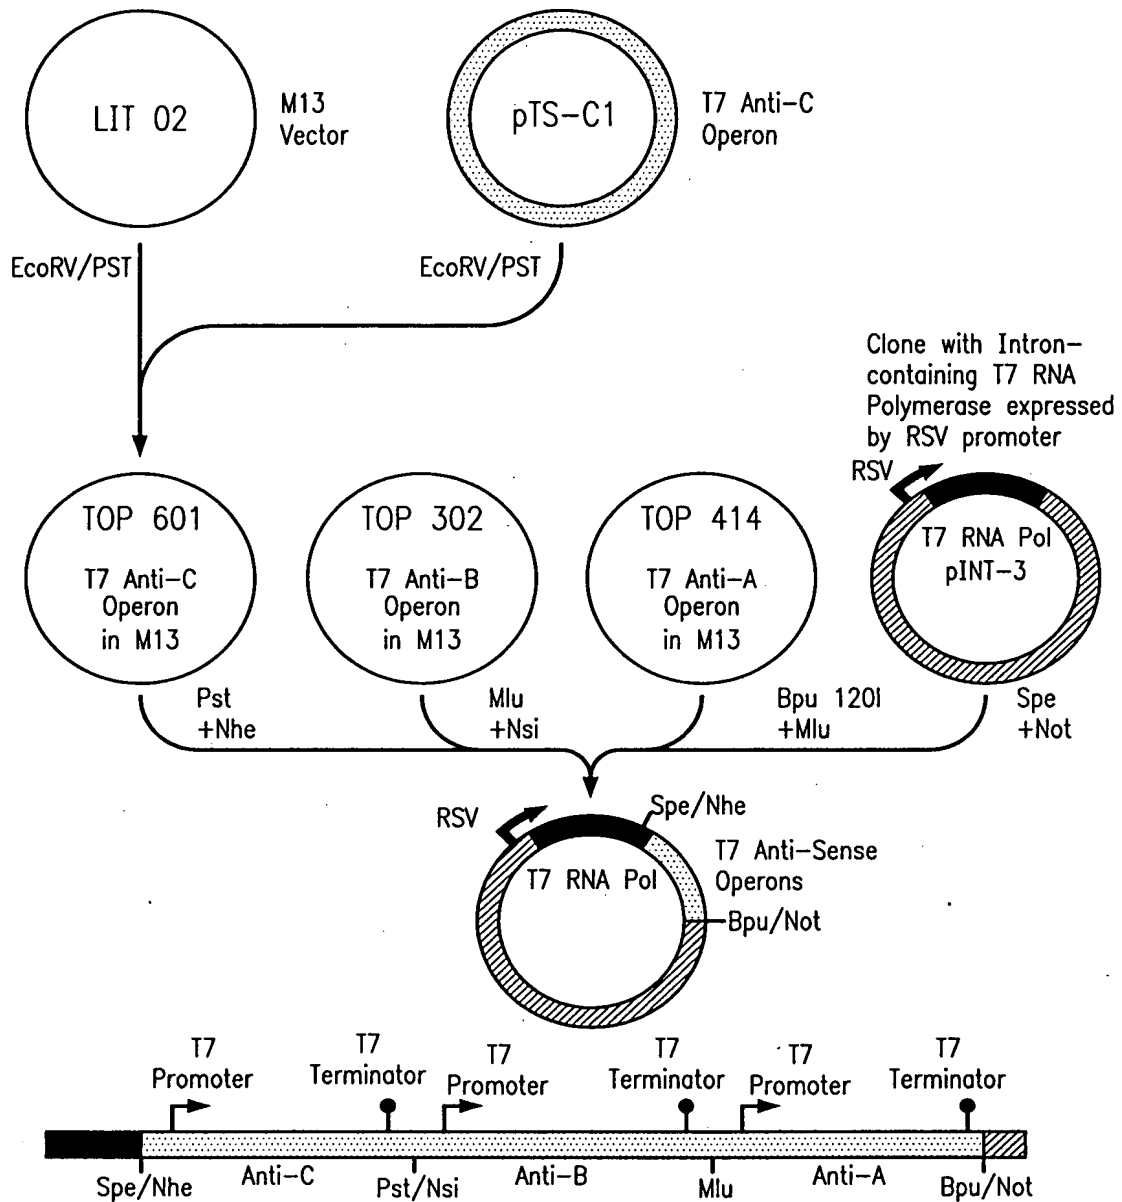 LIT 02
M13
Vector
pTS-C1
T7 Anti-C
Operon
EcoRV/PST
EcoRV/PST
Clone with Intron-
containing T7 RNA
Polymerase expressed
by RSV promoter
RSV
TOP 601
T7 Anti-C
Operon
in M13
TOP 302
T7 Anti-B
Operon
in M13
TOP 414
T7 Anti-A
Operon
in M13
T7 RNA Pol
pINT-3
Pst
+Nhe
Mlu
+Nsi
Bpu 120I
+Mlu
Spe
+Not
RSV
Spe/Nhe
T7 RNA Pol
T7 Anti-Sense
Operons
Bpu/Not
T7
Promoter
T7
Terminator
T7
Promoter
T7
Terminator
T7
Promoter
T7
Terminator
Anti-C
Anti-B
Anti-A
Spe/Nhe
Pst/Nsi
Mlu
Bpu/Not